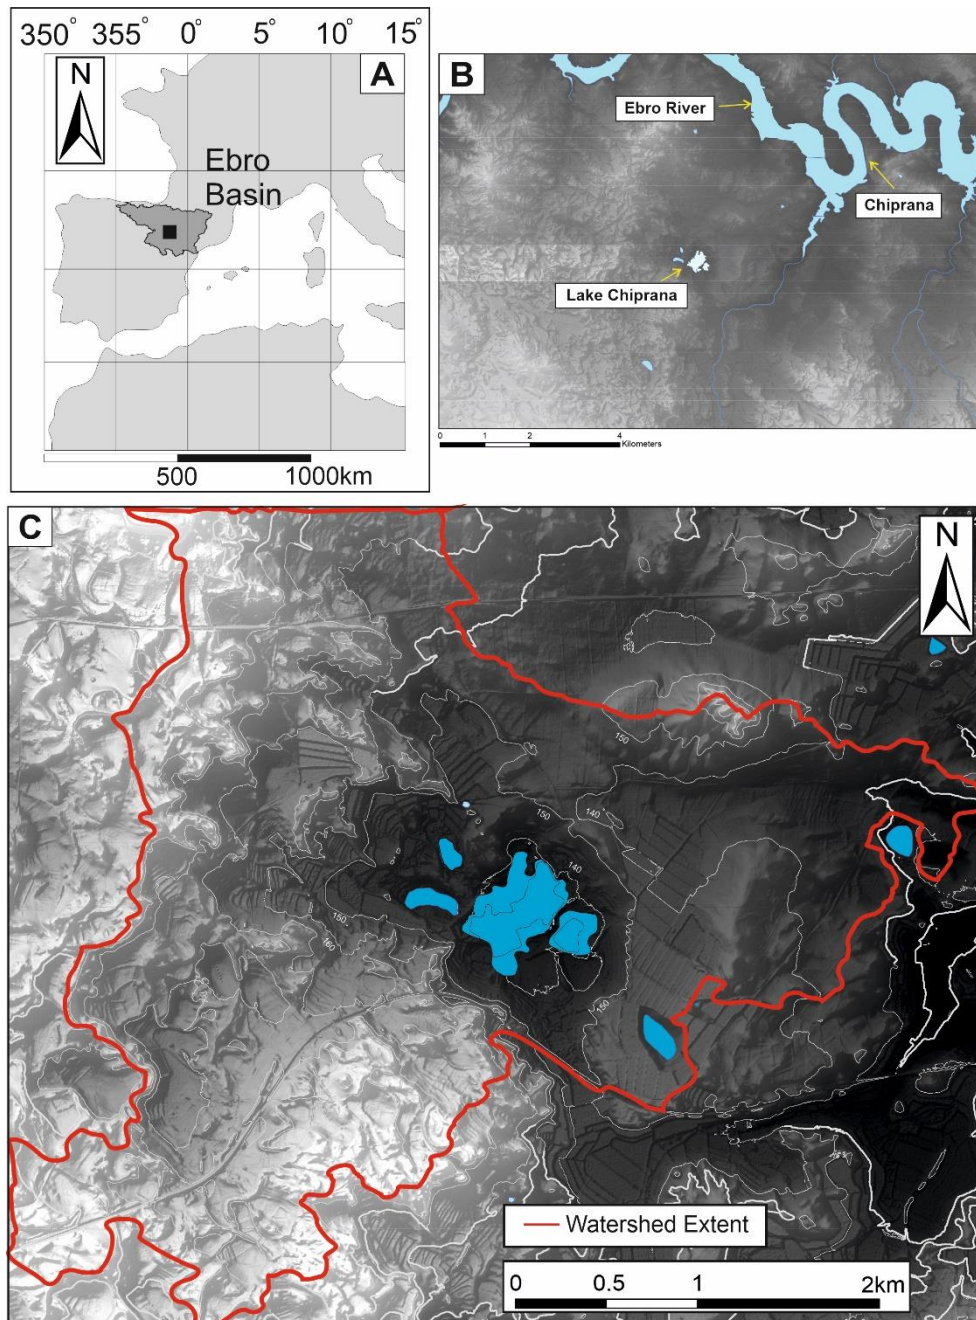 350° 355° 0° 5° 10° 15°
N
A
Ebro
Basin
500 1000km
B
Ebro River
Chiprana
Lake Chiprana
0 1 2 4
Kilometers
C
N
150
140
150
140
150
160
150
Watershed Extent
0 0.5 1 2km